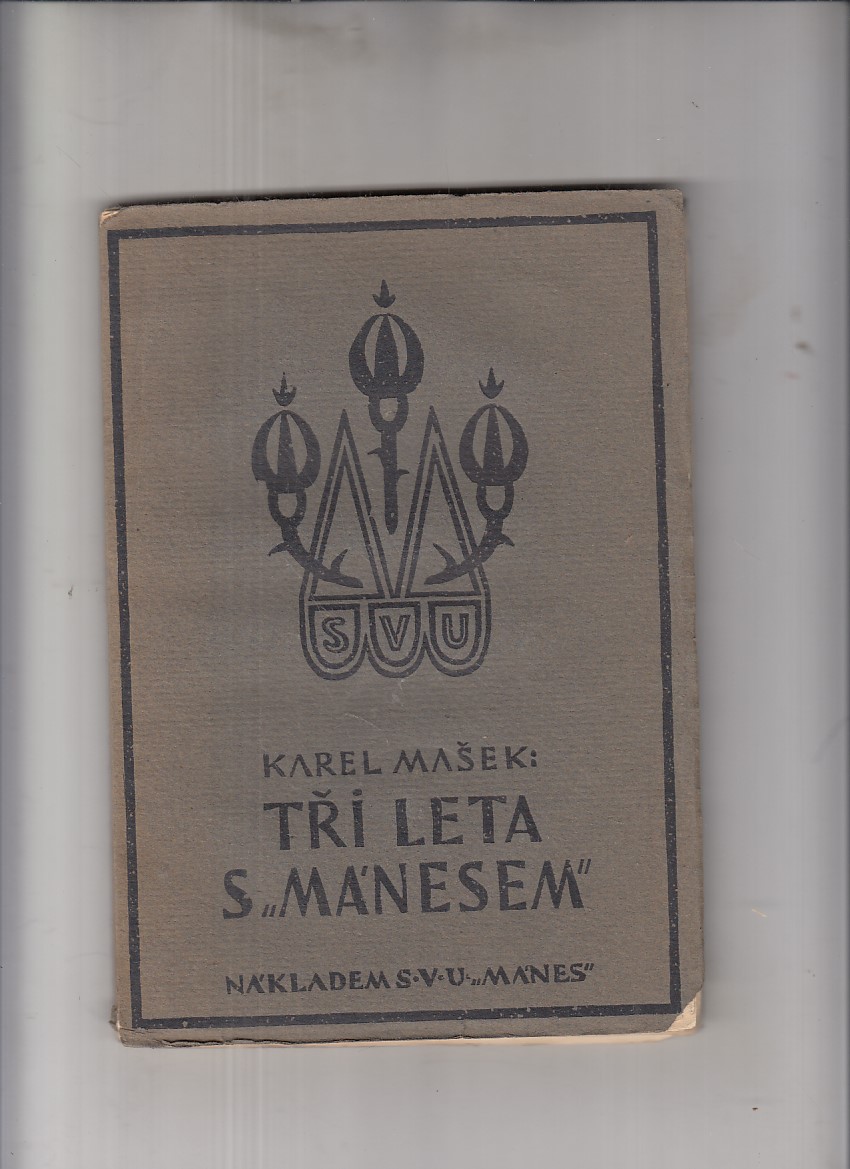 SVU
KAREL MAŠEK:
TŘI LETA
S „MÁNESEM"
NÁKLADEM S·V·U·„MÁNES"